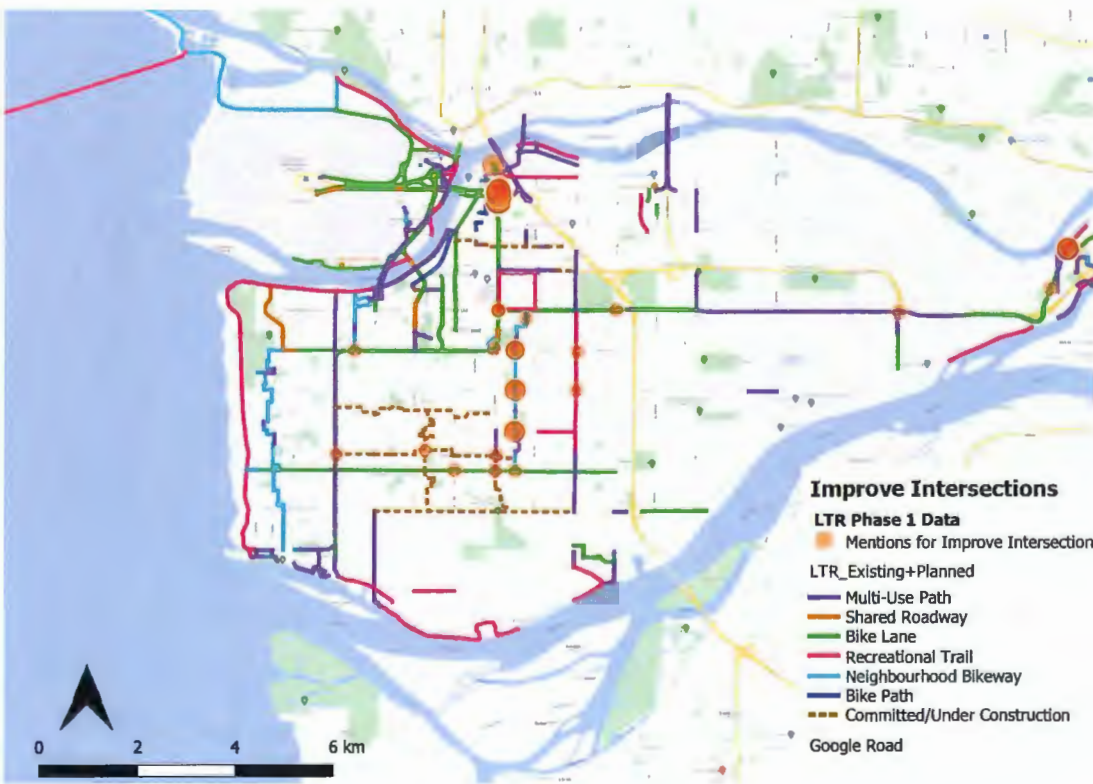 Improve Intersections
LTR Phase 1 Data
Mentions for Improve Intersection
LTR_Existing+Planned
Multi-Use Path
Shared Roadway
Bike Lane
Recreational Trail
Neighbourhood Bikeway
Bike Path
Committed/Under Construction
Google Road
0 2 4 6 km